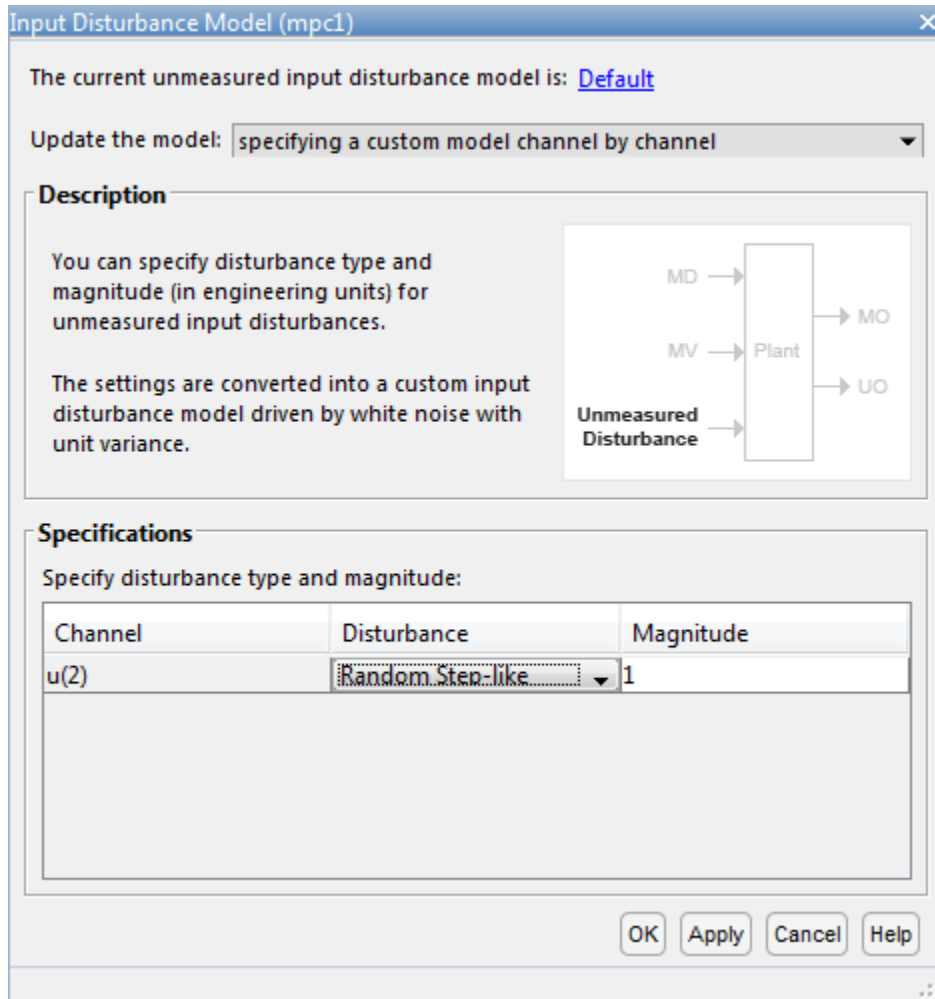 Input Disturbance Model (mpc1)
The current unmeasured input disturbance model is: Default
Update the model: specifying a custom model channel by channel
Description
You can specify disturbance type and
magnitude (in engineering units) for
unmeasured input disturbances.
The settings are converted into a custom input
disturbance model driven by white noise with
unit variance.
MD
MO
MV Plant
UO
Unmeasured
Disturbance
Specifications
Specify disturbance type and magnitude:
Channel Disturbance Magnitude
u(2) Random Step-like 1
OK Apply Cancel Help